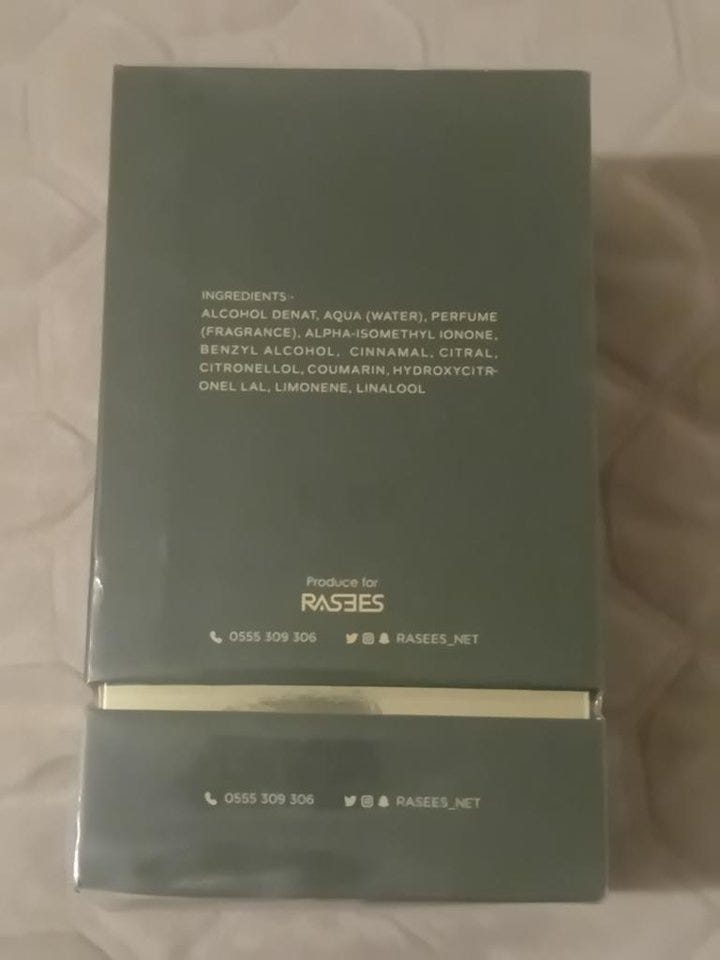 INGREDIENTS:-
ALCOHOL DENAT, AQUA (WATER), PERFUME
(FRAGRANCE), ALPHA-ISOMETHYL IONONE,
BENZYL ALCOHOL, CINNAMAL, CITRAL,
CITRONELLOL, COUMARIN, HYDROXYCITR-
ONEL LAL, LIMONENE, LINALOOL
Produce for
RASEES
0555 309 306 RASEES_NET
0555 309 306 RASEES_NET